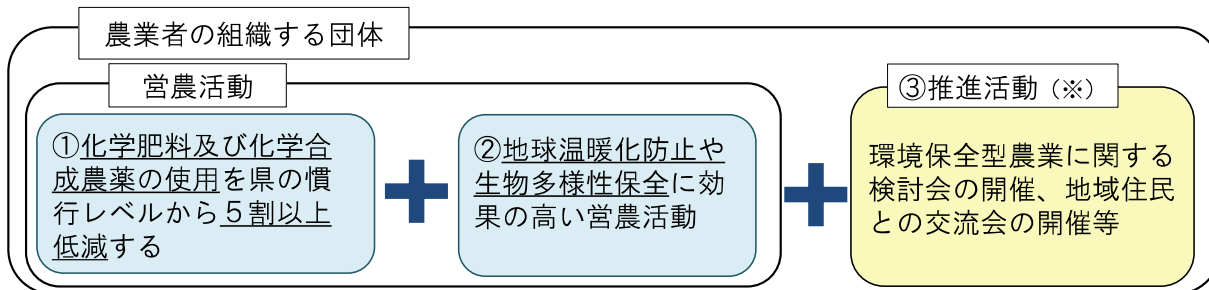 農業者の組織する団体
営農活動
①化学肥料及び化学合
成農薬の使用を県の慣
行レベルから５割以上
低減する
②地球温暖化防止や
生物多様性保全に効
果の高い営農活動
③推進活動（※）
環境保全型農業に関する
検討会の開催、地域住民
との交流会の開催等